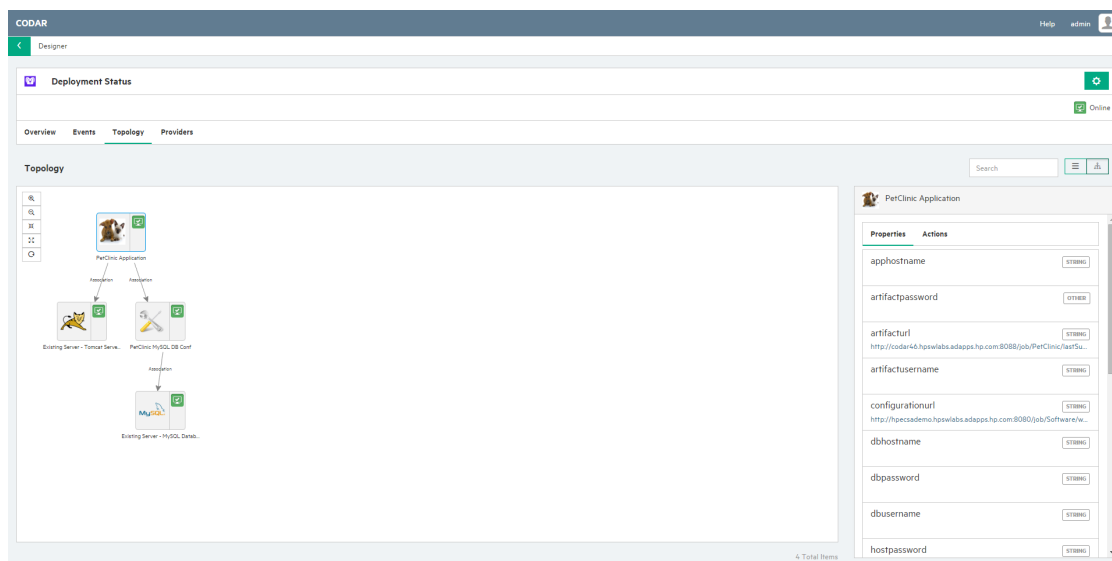 CODAR
Help admin
Designer
Deployment Status
Online
Overview Events Topology Providers
Topology
Search
PetClinic Application
Association Association
Existing Server - Tomcat Serve...
PetClinic MySQL DB Conf
Association
MySQL
Existing Server - MySQL Datab...
4 Total Items
PetClinic Application
Properties Actions
apphostname STRING
artifactpassword OTHER
artifacturl STRING
http://codar46.hpswlabs.adapps.hp.com:8088/job/PetClinic/lastSu...
artifactusername STRING
configurationurl STRING
http://hpecsademo.hpswlabs.adapps.hp.com:8080/job/Software/w...
dbhostname STRING
dbpassword STRING
dbusername STRING
hostpassword STRING